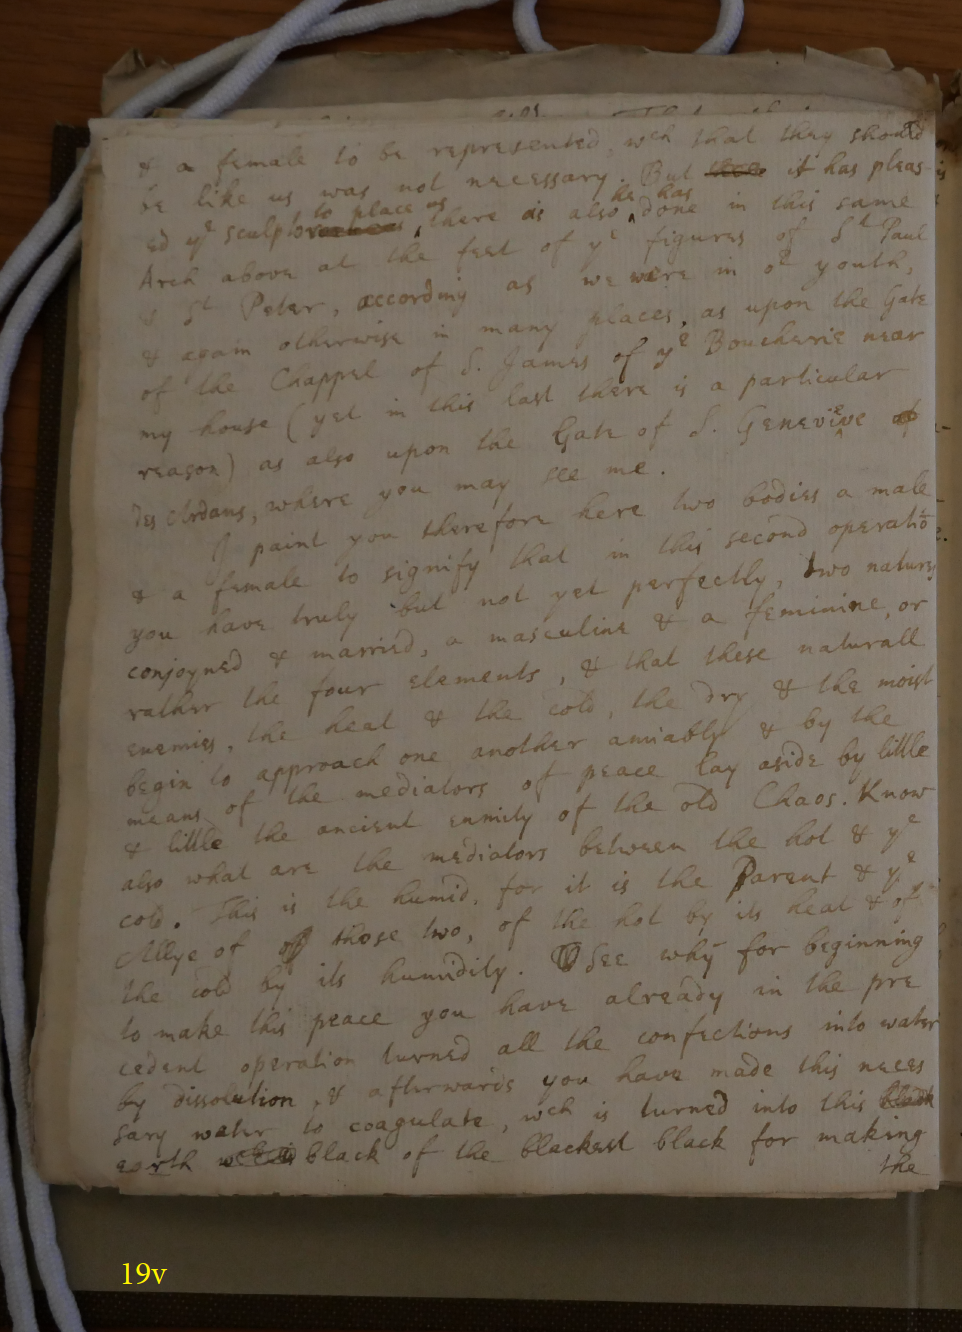 & a female to be represented, wch that they should
be like us was not necessary. But it has pleas-
ed ye sculptor to place us, there as also he has done in this same
Arch above at the feet of ye figures of St Paul
& St Peter, according as we were in or youth,
& again otherwise in many places, as upon the Gate
of the Chappel of S. James of ye Boucherie near
my house (yet in this last there is a particular
reason) as also upon the Gate of S. Genevieve
des Ardans, where you may see me.
I paint you therefore here two bodies a male
& a female to signify that in this second operatiō
you have truly but not yet perfectly, two natures
conjoyned & married, a masculine & a feminine, or
rather the four elements, & that these naturall
enemies, the heat & the cold, the dry & the moist
begin to approach one another amiably & by the
means of the mediators of peace lay aside by little
& little the ancient enmity of the old Chaos. Know
also what are the mediators between the hot & ye
cold. This is the humid, for it is the Parent & ye
Allye of those two, of the hot by its heat & of
the cold by its humidity. See why for beginning
to make this peace you have already in the pre
cedent operation turned all the confections into water
by dissolution, & afterwards you have made this neces
sary water to coagulate, wch is turned into this
earth black of the blackest black for making
the
19v